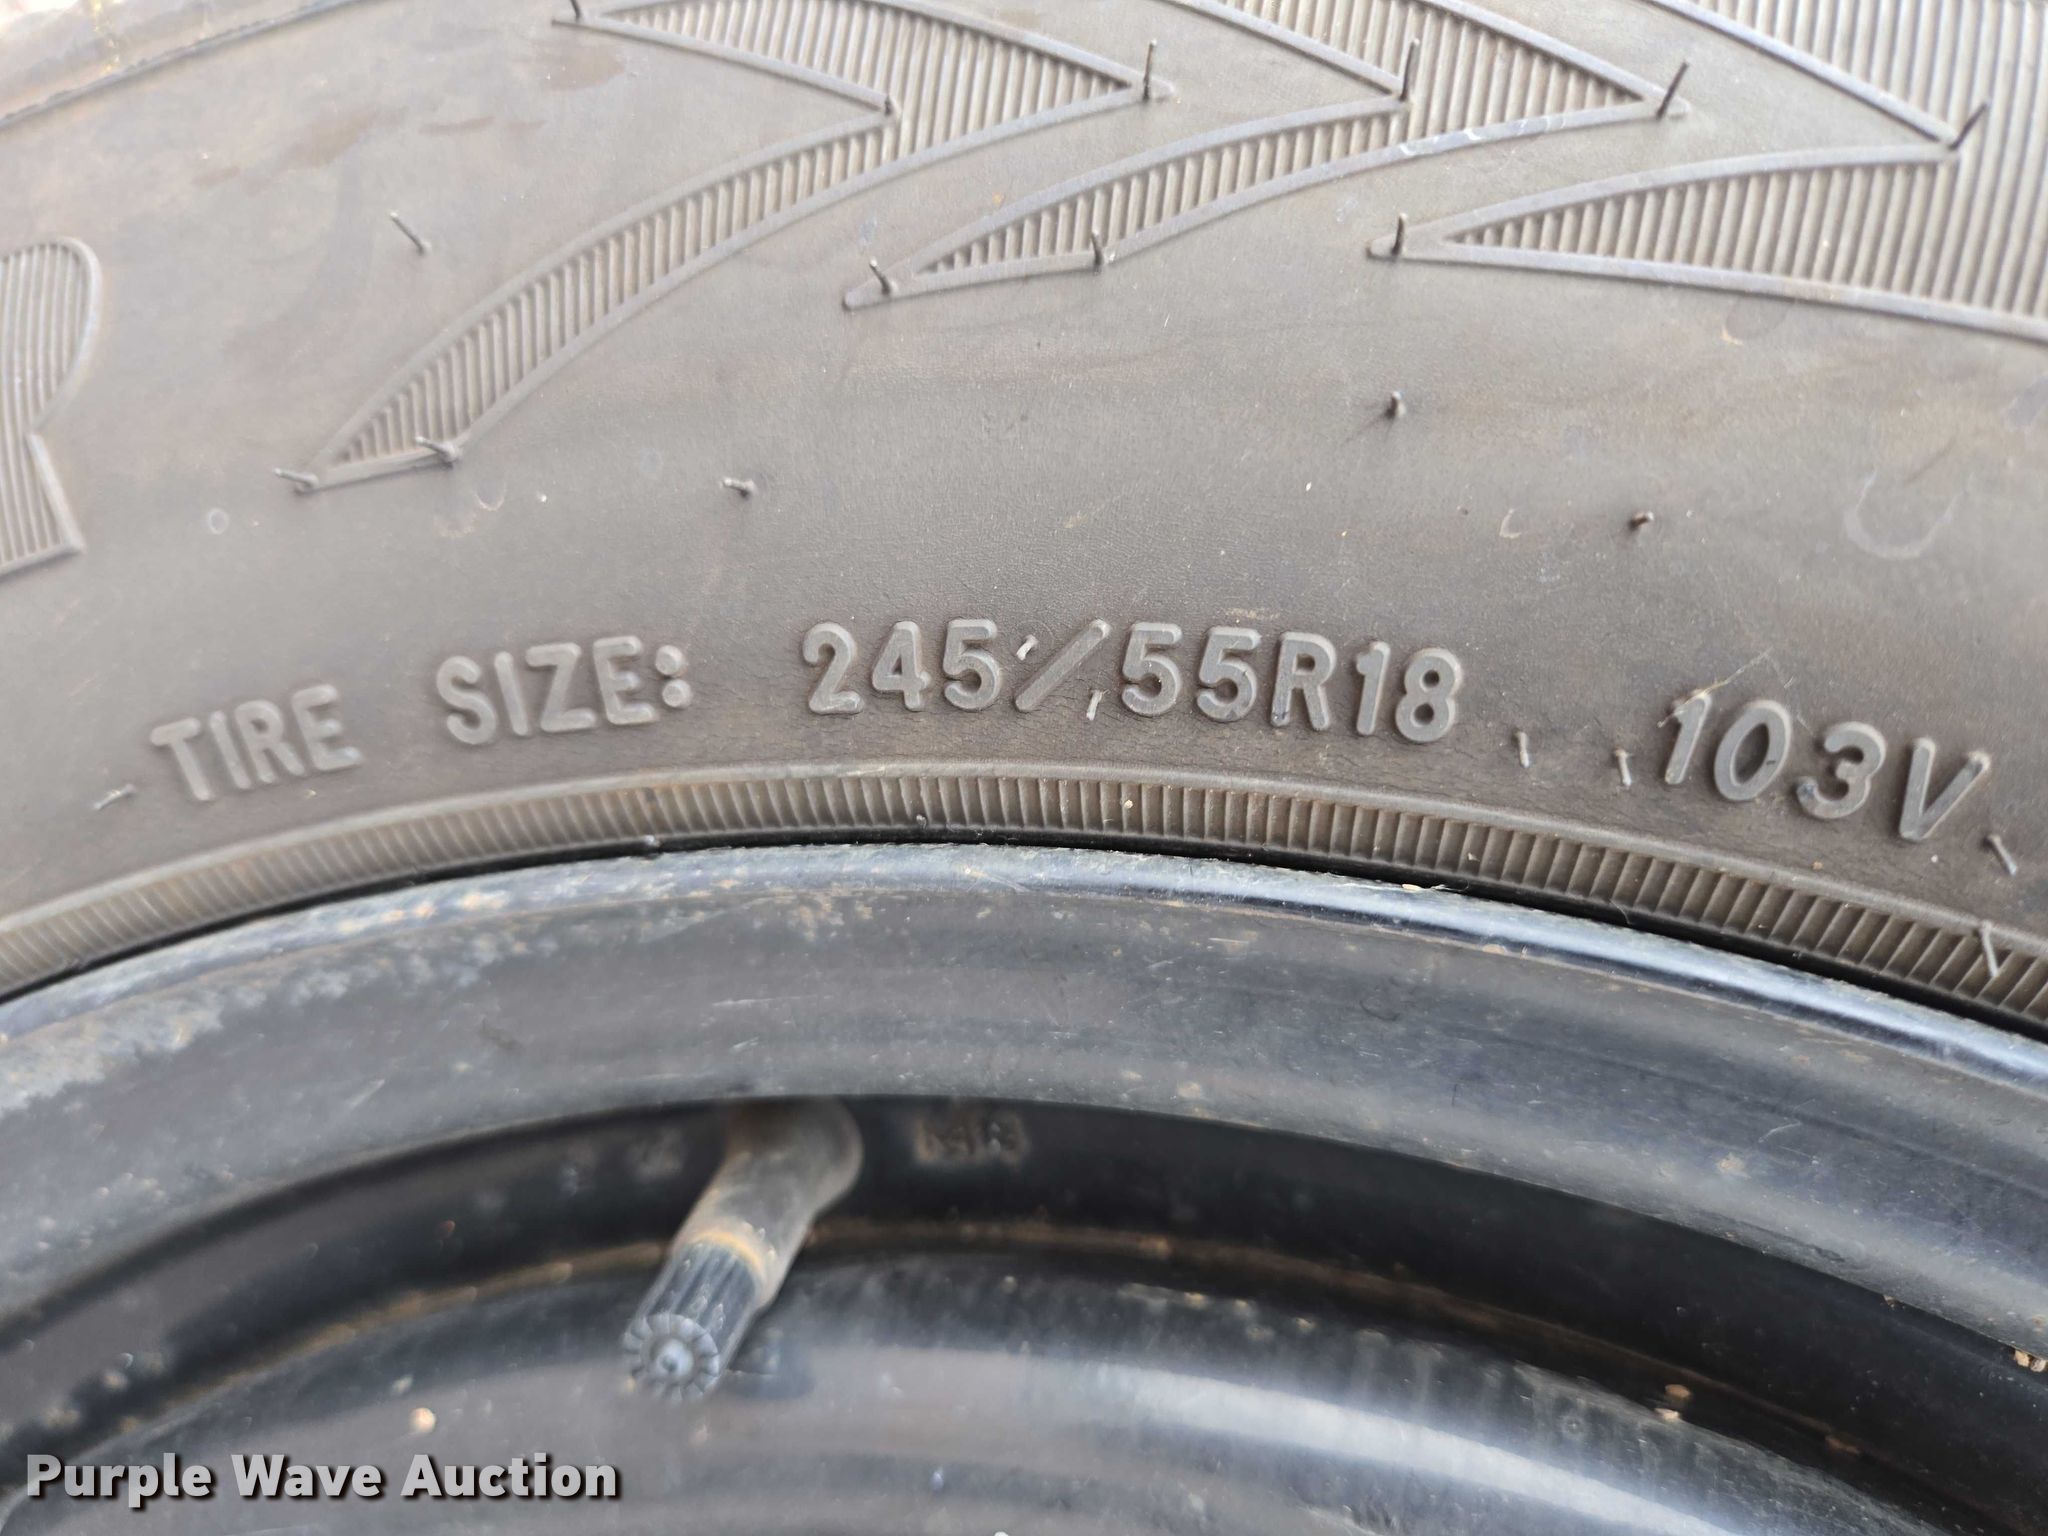 R
TIRE SIZE: 245/55R18 103V
Purple Wave Auction